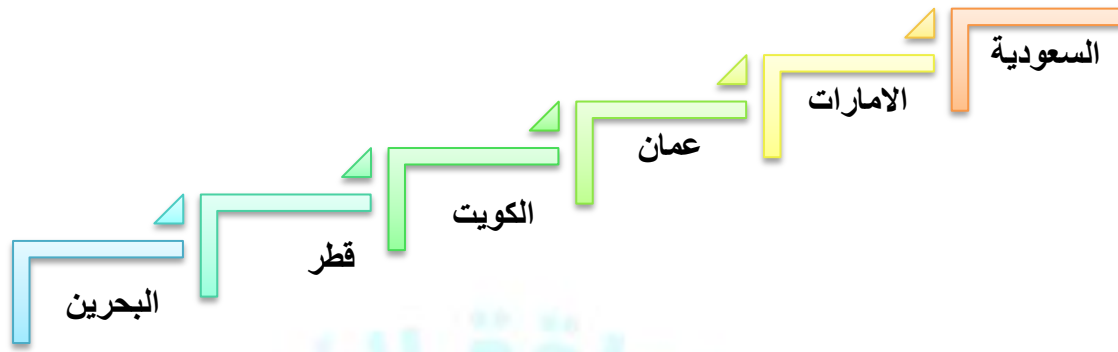 السعودية
الامارات
عمان
الكويت
قطر
البحرين